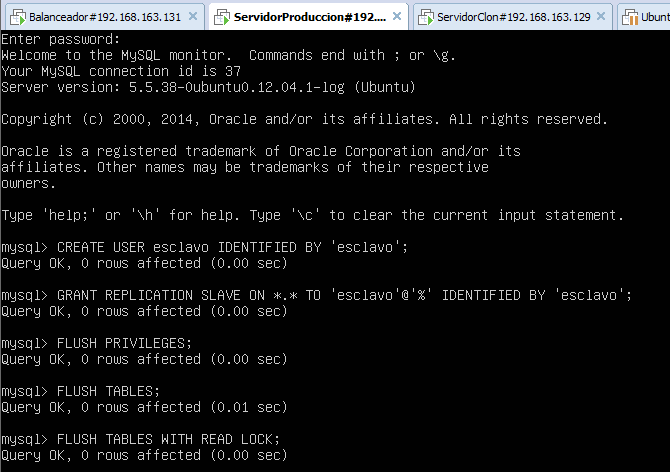 Balanceador#192.168.163.131
ServidorProduccion#192....
ServidorClon#192.168.163.129
Ubunt
Enter password:
Welcome to the MySQL monitor.  Commands end with ; or \g.
Your MySQL connection id is 37
Server version: 5.5.38-0ubuntu0.12.04.1-log (Ubuntu)
Copyright (c) 2000, 2014, Oracle and/or its affiliates. All rights reserved.
Oracle is a registered trademark of Oracle Corporation and/or its
affiliates. Other names may be trademarks of their respective
owners.
Type 'help;' or '\h' for help. Type '\c' to clear the current input statement.
mysql> CREATE USER esclavo IDENTIFIED BY 'esclavo';
Query OK, 0 rows affected (0.00 sec)
mysql> GRANT REPLICATION SLAVE ON *.* TO 'esclavo'@'%' IDENTIFIED BY 'esclavo';
Query OK, 0 rows affected (0.00 sec)
mysql> FLUSH PRIVILEGES;
Query OK, 0 rows affected (0.00 sec)
mysql> FLUSH TABLES;
Query OK, 0 rows affected (0.01 sec)
mysql> FLUSH TABLES WITH READ LOCK;
Query OK, 0 rows affected (0.00 sec)